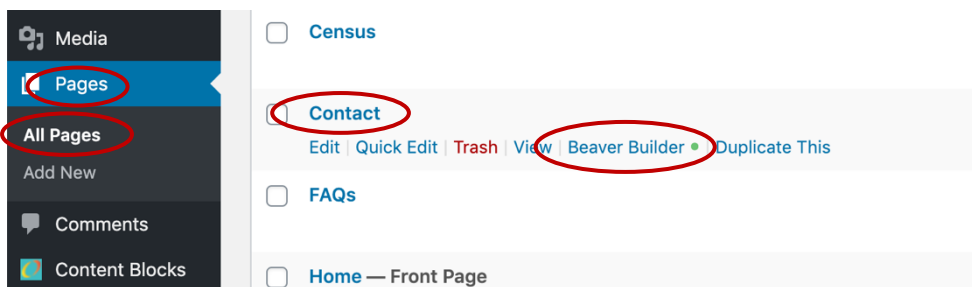 Media
Pages
All Pages
Add New
Comments
Content Blocks
Census
Contact
Edit | Quick Edit | Trash | View | Beaver Builder ● | Duplicate This
FAQs
Home — Front Page